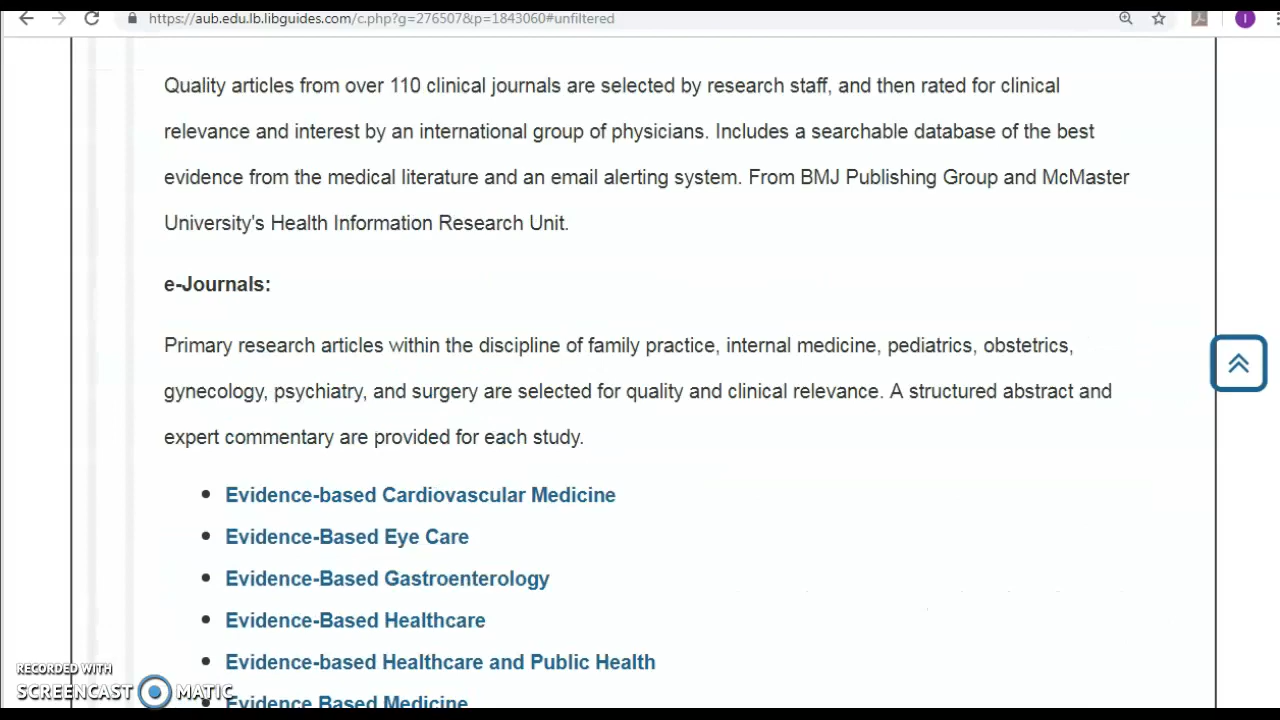 https://aub.edu.lb.libguides.com/c.php?g=276507&p=1843060#unfiltered
I
Quality articles from over 110 clinical journals are selected by research staff, and then rated for clinical
relevance and interest by an international group of physicians. Includes a searchable database of the best
evidence from the medical literature and an email alerting system. From BMJ Publishing Group and McMaster
University's Health Information Research Unit.
e-Journals:
Primary research articles within the discipline of family practice, internal medicine, pediatrics, obstetrics,
gynecology, psychiatry, and surgery are selected for quality and clinical relevance. A structured abstract and
expert commentary are provided for each study.
Evidence-based Cardiovascular Medicine
Evidence-Based Eye Care
Evidence-Based Gastroenterology
Evidence-Based Healthcare
Evidence-based Healthcare and Public Health
Evidence Based Medicine
RECORDED WITH
SCREENCAST MATIC